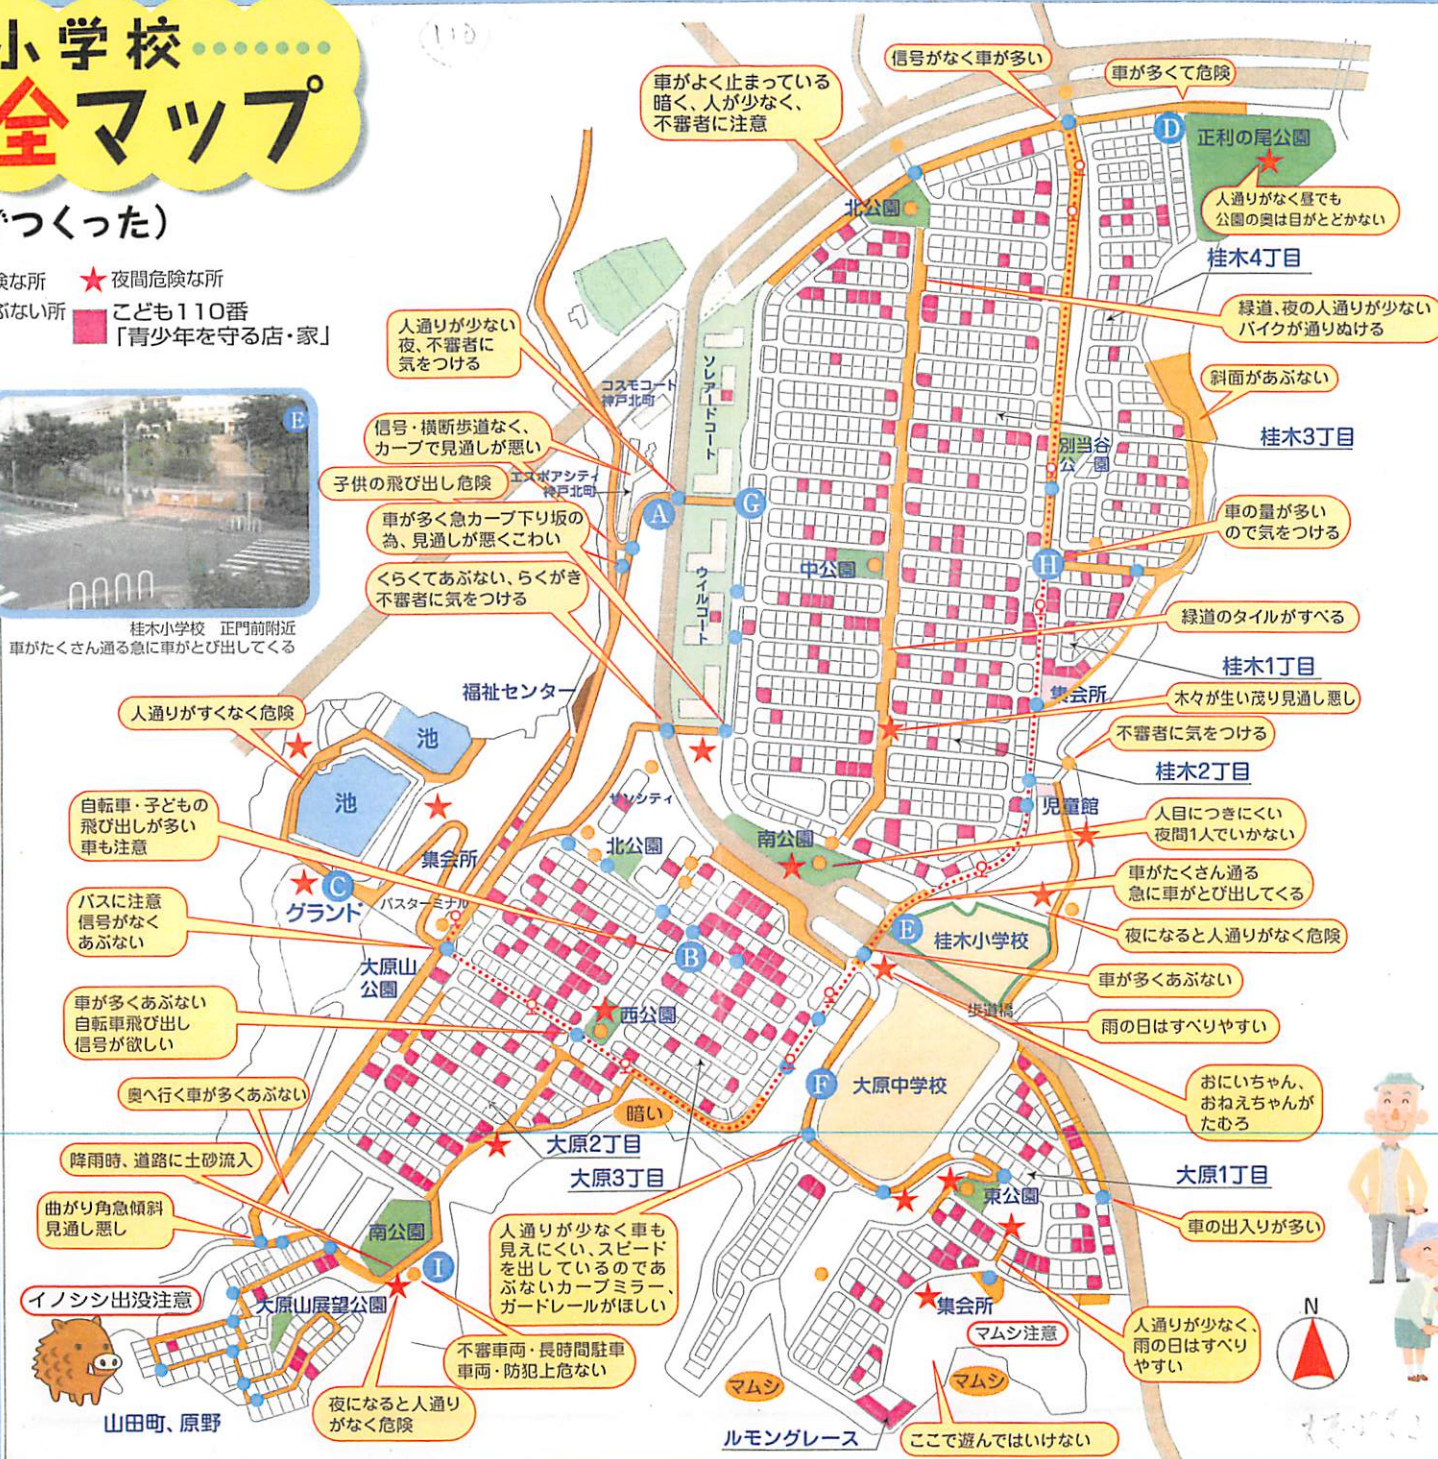 小学校
全マップ
でつくった)
険な所
★夜間危険な所
ぶない所
こども110番
「青少年を守る店・家」
E
桂木小学校 正門前附近
車がたくさん通る急に車がとび出してくる
車がよく止まっている
暗く、人が少なく、
不審者に注意
信号がなく車が多い
車が多くて危険
D
正利の尾公園
人通りがなく昼でも
公園の奥は目がとどかない
北公園
桂木4丁目
緑道、夜の人通りが少ない
バイクが通りぬける
斜面があぶない
桂木3丁目
別当谷
公園
人通りが少ない
夜、不審者に
気をつける
コスモコート
神戸北町
ソレアードコート
信号・横断歩道なく、
カーブで見通しが悪い
エスポアシティ
神戸北町
子供の飛び出し危険
A
G
車が多く急カーブ下り坂の
為、見通しが悪くこわい
くらくてあぶない、らくがき
不審者に気をつける
ウイルコート
中公園
H
車の量が多い
ので気をつける
緑道のタイルがすべる
桂木1丁目
集会所
木々が生い茂り見通し悪し
不審者に気をつける
桂木2丁目
児童館
福祉センター
人通りがすくなく危険
池
池
サンシティ
自転車・子どもの
飛び出しが多い
車も注意
集会所
北公園
南公園
人目につきにくい
夜間1人でいかない
車がたくさん通る
急に車がとび出してくる
C
グランド
バスターミナル
バスに注意
信号がなく
あぶない
B
E
桂木小学校
夜になると人通りがなく危険
大原山
公園
車が多くあぶない
車が多くあぶない
自転車飛び出し
信号が欲しい
西公園
歩道橋
雨の日はすべりやすい
奥へ行く車が多くあぶない
暗い
F
大原中学校
おにいちゃん、
おねえちゃんが
たむろ
大原2丁目
大原3丁目
大原1丁目
降雨時、道路に土砂流入
曲がり角急傾斜
見通し悪し
南公園
東公園
車の出入りが多い
人通りが少なく車も
見えにくい、スピード
を出しているのであ
ぶないカーブミラー、
ガードレールがほしい
I
イノシシ出没注意
大原山展望公園
集会所
マムシ注意
人通りが少なく、
雨の日はすべり
やすい
N
不審車両・長時間駐車
車両・防犯上危ない
マムシ
マムシ
夜になると人通り
がなく危険
山田町、原野
ルモングレース
ここで遊んではいけない